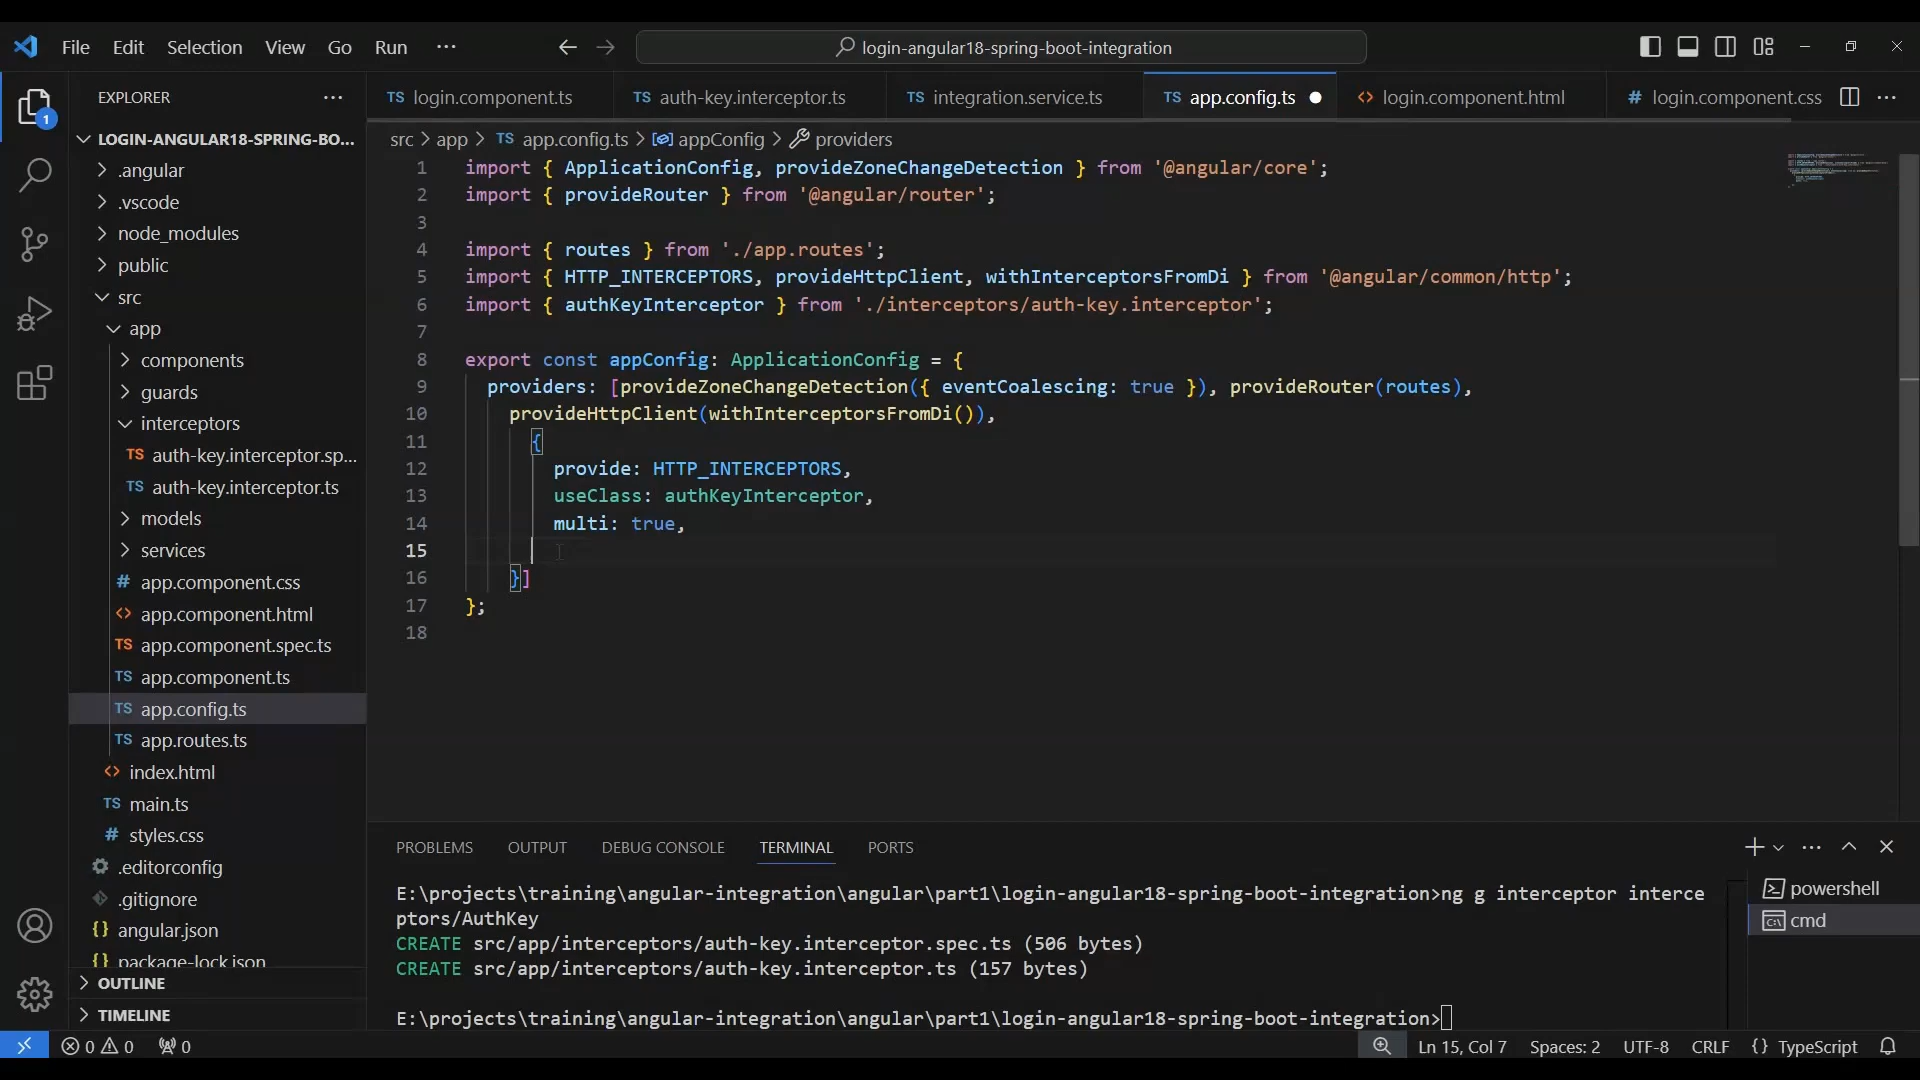 File Edit Selection View Go Run ··· login-angular18-spring-boot-integration
EXPLORER ···
1
LOGIN-ANGULAR18-SPRING-BO...
.angular
.vscode
node_modules
public
src
app
components
guards
interceptors
TS auth-key.interceptor.sp...
TS auth-key.interceptor.ts
models
services
# app.component.css
<> app.component.html
TS app.component.spec.ts
TS app.component.ts
TS app.config.ts
TS app.routes.ts
<> index.html
TS main.ts
# styles.css
.editorconfig
.gitignore
{} angular.json
{} package-lock.json
OUTLINE
TIMELINE
TS login.component.ts TS auth-key.interceptor.ts TS integration.service.ts TS app.config.ts ● <> login.component.html # login.component.css ···
src > app > TS app.config.ts > appConfig > providers
1 import { ApplicationConfig, provideZoneChangeDetection } from '@angular/core';
2 import { provideRouter } from '@angular/router';
3
4 import { routes } from './app.routes';
5 import { HTTP_INTERCEPTORS, provideHttpClient, withInterceptorsFromDi } from '@angular/common/http';
6 import { authKeyInterceptor } from './interceptors/auth-key.interceptor';
7
8 export const appConfig: ApplicationConfig = {
9 providers: [provideZoneChangeDetection({ eventCoalescing: true }), provideRouter(routes),
10 provideHttpClient(withInterceptorsFromDi()),
11 {
12 provide: HTTP_INTERCEPTORS,
13 useClass: authKeyInterceptor,
14 multi: true,
15
16 }]
17 };
18
PROBLEMS OUTPUT DEBUG CONSOLE TERMINAL PORTS
E:\projects\training\angular-integration\angular\part1\login-angular18-spring-boot-integration>ng g interceptor interce
ptors/AuthKey
CREATE src/app/interceptors/auth-key.interceptor.spec.ts (506 bytes)
CREATE src/app/interceptors/auth-key.interceptor.ts (157 bytes)
E:\projects\training\angular-integration\angular\part1\login-angular18-spring-boot-integration>
powershell
cmd
0 0 0 Ln 15, Col 7 Spaces: 2 UTF-8 CRLF {} TypeScript